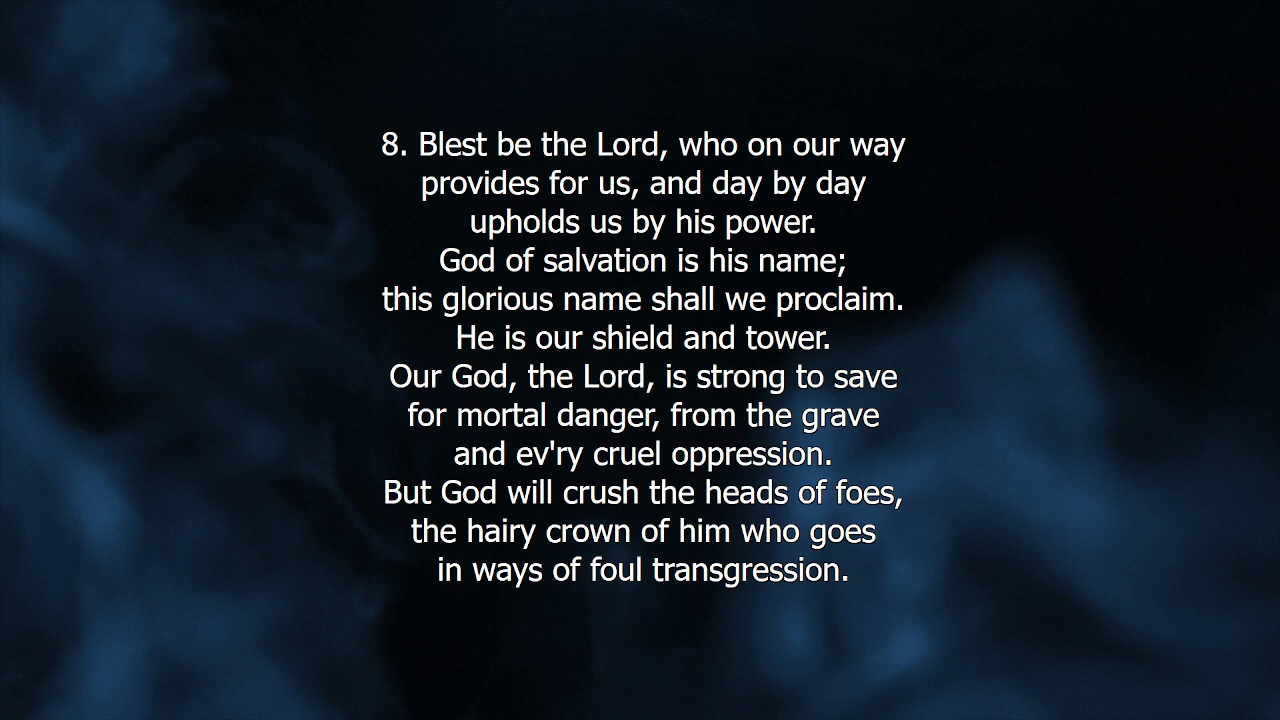 8. Blest be the Lord, who on our way
provides for us, and day by day
upholds us by his power.
God of salvation is his name;
this glorious name shall we proclaim.
He is our shield and tower.
Our God, the Lord, is strong to save
for mortal danger, from the grave
and ev'ry cruel oppression.
But God will crush the heads of foes,
the hairy crown of him who goes
in ways of foul transgression.